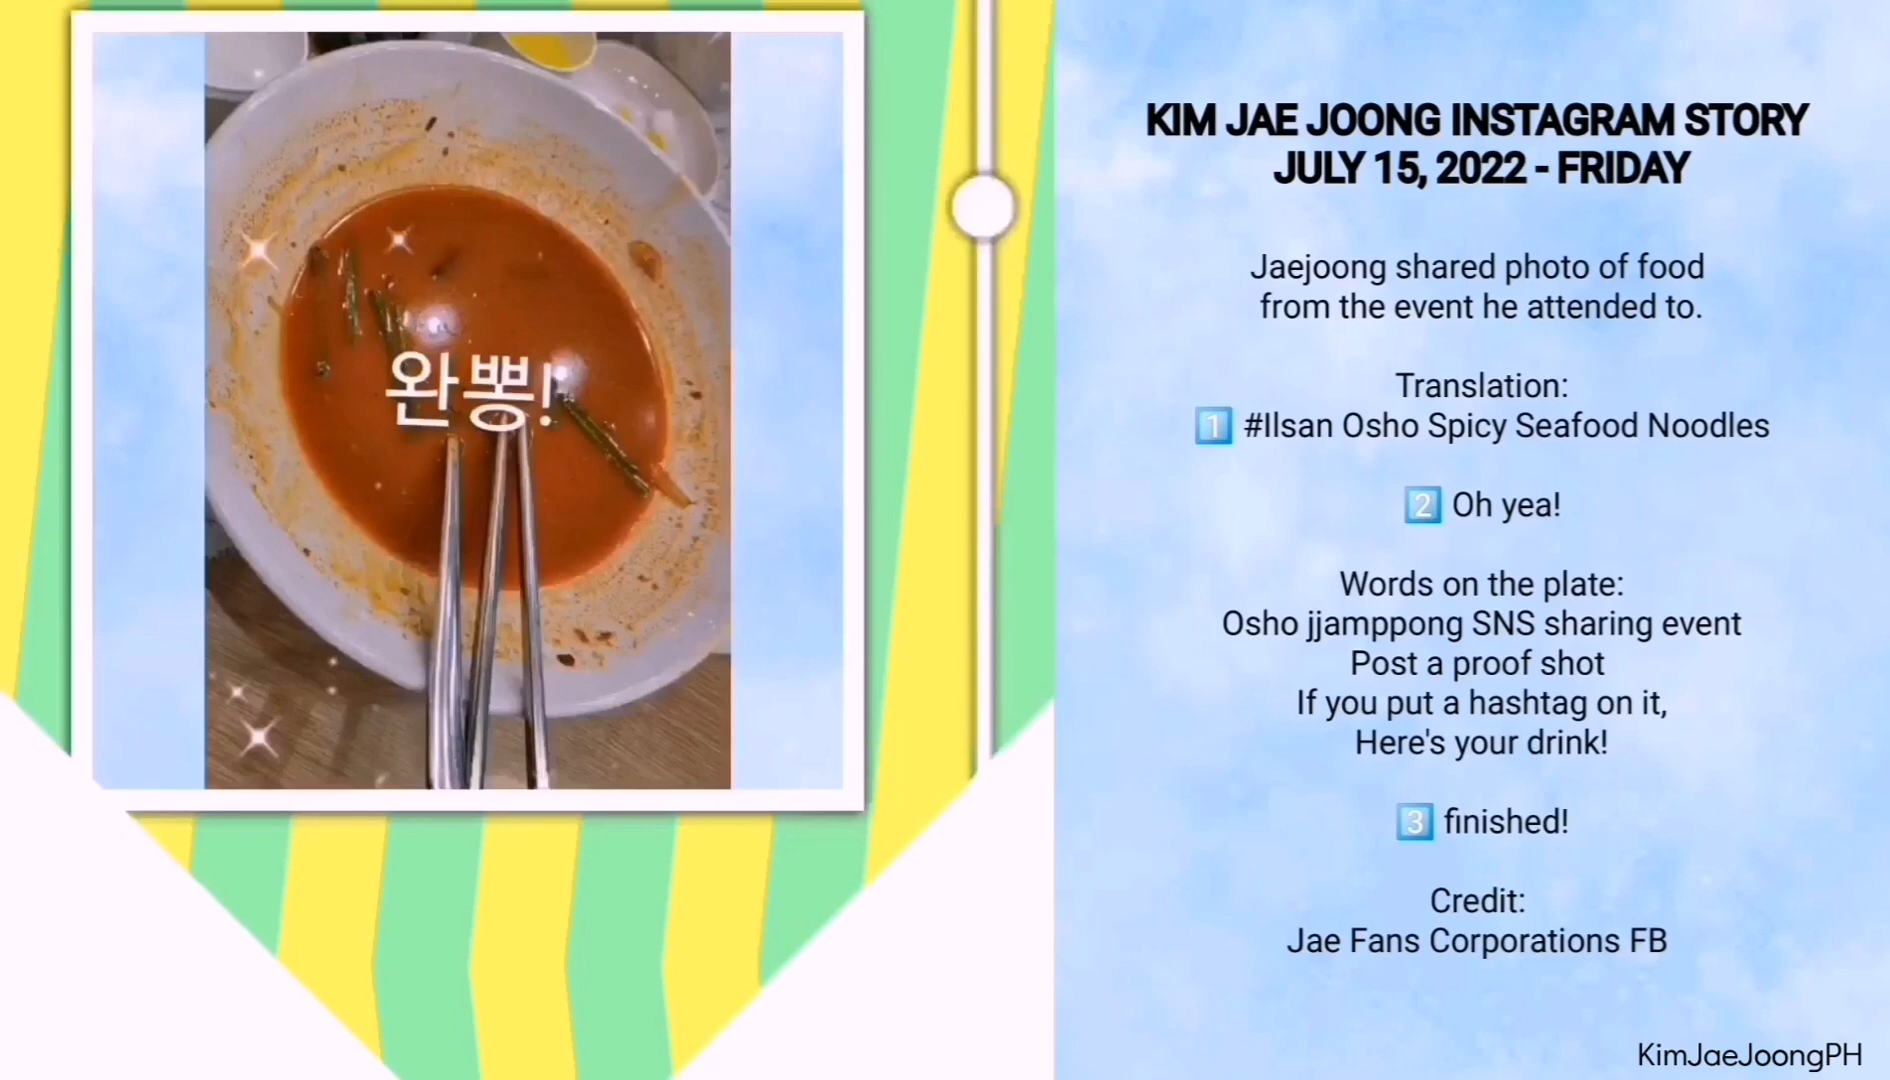 완뽕!
KIM JAE JOONG INSTAGRAM STORY
JULY 15, 2022 - FRIDAY
Jaejoong shared photo of food
from the event he attended to.
Translation:
1 #Ilsan Osho Spicy Seafood Noodles
2 Oh yea!
Words on the plate:
Osho jjamppong SNS sharing event
Post a proof shot
If you put a hashtag on it,
Here's your drink!
3 finished!
Credit:
Jae Fans Corporations FB
KimJaeJoongPH